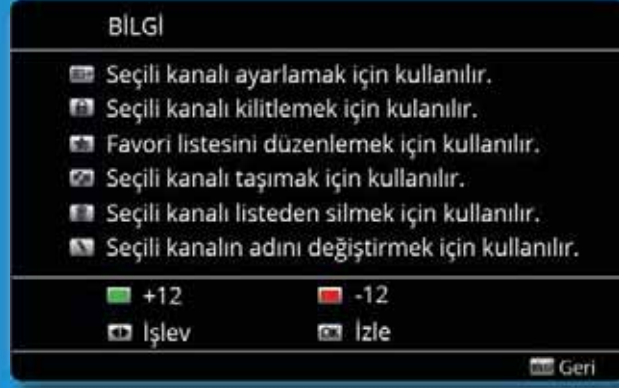 BİLGİ
Seçili kanalı ayarlamak için kullanılır.
Seçili kanalı kilitlemek için kulanılır.
Favori listesini düzenlemek için kullanılır.
Seçili kanalı taşımak için kullanılır.
Seçili kanalı listeden silmek için kullanılır.
Seçili kanalın adını değiştirmek için kullanılır.
+12 -12
İşlev OK İzle
Geri